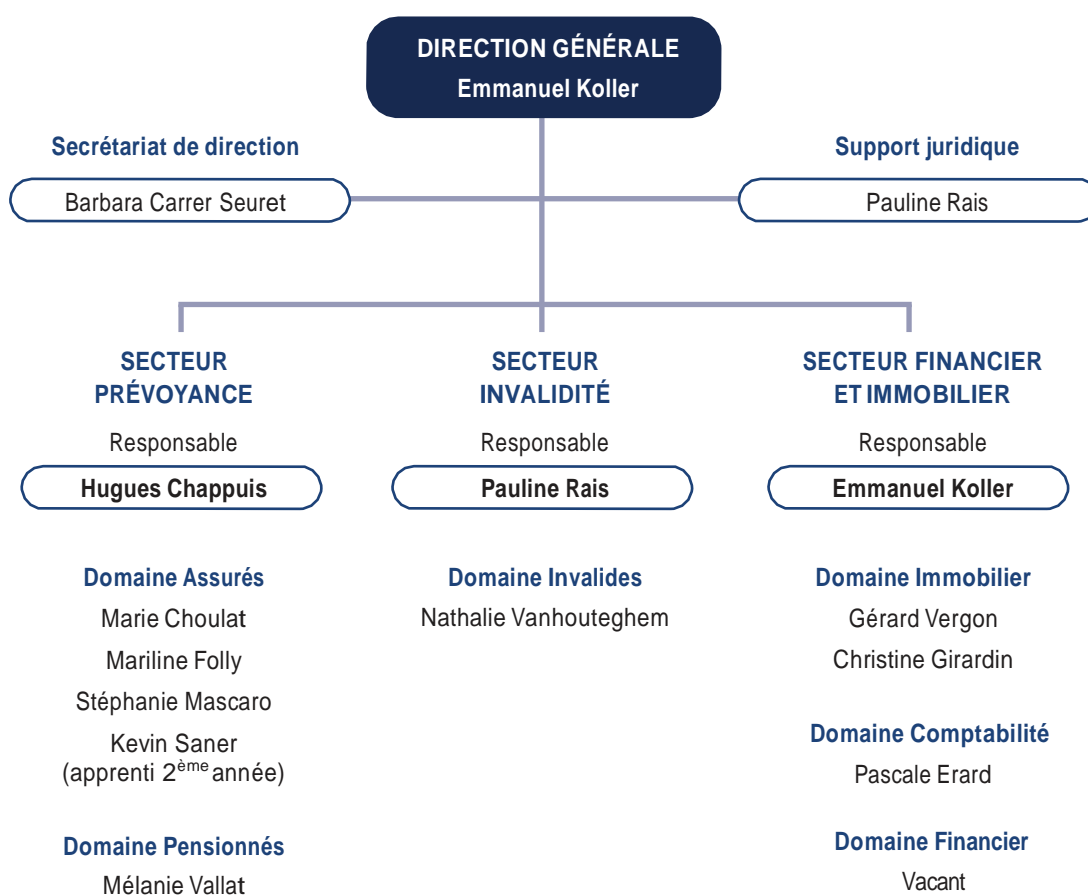 DIRECTION GÉNÉRALE
Emmanuel Koller
Secrétariat de direction
Barbara Carrer Seuret
Support juridique
Pauline Rais
SECTEUR
PRÉVOYANCE
Responsable
Hugues Chappuis
Domaine Assurés
Marie Choulat
Mariline Folly
Stéphanie Mascaro
Kevin Saner
(apprenti 2ème année)
Domaine Pensionnés
Mélanie Vallat
SECTEUR
INVALIDITÉ
Responsable
Pauline Rais
Domaine Invalides
Nathalie Vanhouteghem
SECTEUR FINANCIER
ET IMMOBILIER
Responsable
Emmanuel Koller
Domaine Immobilier
Gérard Vergon
Christine Girardin
Domaine Comptabilité
Pascale Erard
Domaine Financier
Vacant